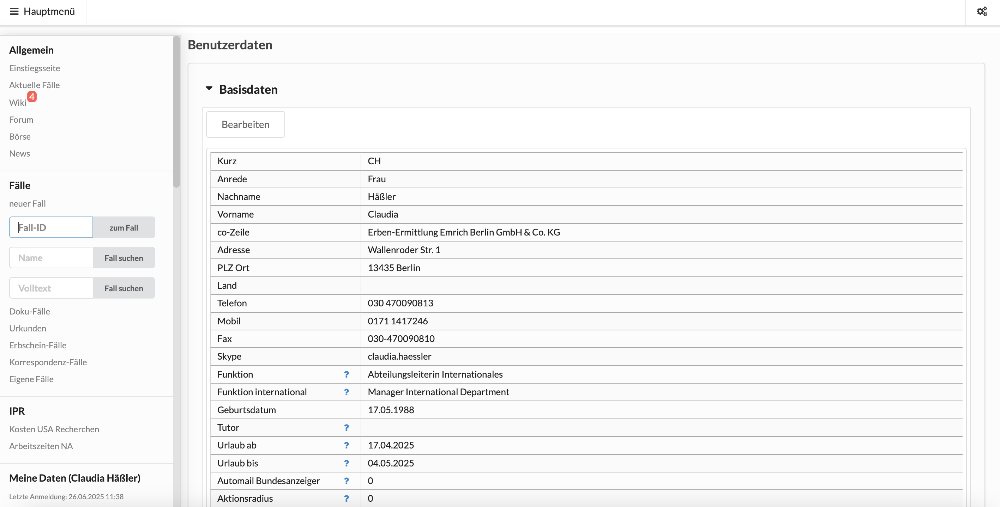 Hauptmenü
Allgemein
Einstiegsseite
Aktuelle Fälle
Wiki 4
Forum
Börse
News
Fälle
neuer Fall
Fall-ID zum Fall
Name Fall suchen
Volltext Fall suchen
Doku-Fälle
Urkunden
Erbschein-Fälle
Korrespondenz-Fälle
Eigene Fälle
IPR
Kosten USA Recherchen
Arbeitszeiten NA
Meine Daten (Claudia Häßler)
Letzte Anmeldung: 26.06.2025 11:38
Benutzerdaten
Basisdaten
Bearbeiten
Kurz CH
Anrede Frau
Nachname Häßler
Vorname Claudia
co-Zeile Erben-Ermittlung Emrich Berlin GmbH & Co. KG
Adresse Wallenroder Str. 1
PLZ Ort 13435 Berlin
Land
Telefon 030 470090813
Mobil 0171 1417246
Fax 030-470090810
Skype claudia.haessler
Funktion ? Abteilungsleiterin Internationales
Funktion international ? Manager International Department
Geburtsdatum 17.05.1988
Tutor ?
Urlaub ab ? 17.04.2025
Urlaub bis ? 04.05.2025
Automail Bundesanzeiger ? 0
Aktionsradius ? 0